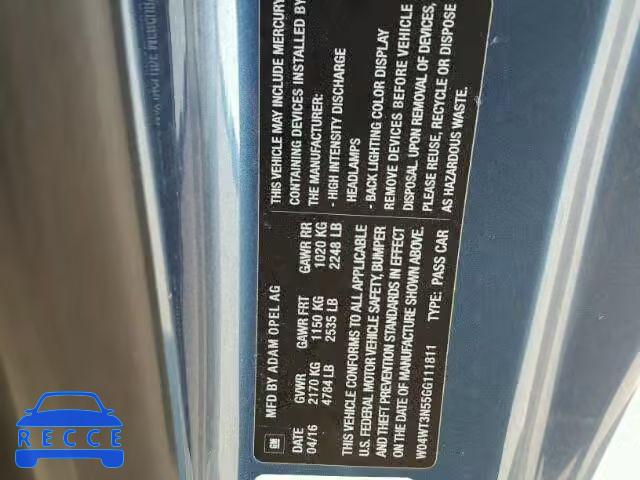 MFD BY ADAM OPEL AG
DATE GVWR GAWR FRT GAWR RR
04/16 2170 KG 1150 KG 1020 KG
4784 LB 2535 LB 2248 LB
THIS VEHICLE CONFORMS TO ALL APPLICABLE
U.S. FEDERAL MOTOR VEHICLE SAFETY, BUMPER
AND THEFT PREVENTION STANDARDS IN EFFECT
ON THE DATE OF MANUFACTURE SHOWN ABOVE.
W04WT3N55GG111811 TYPE: PASS CAR
GM
THIS VEHICLE MAY INCLUDE MERCURY
CONTAINING DEVICES INSTALLED BY
THE MANUFACTURER:
- HIGH INTENSITY DISCHARGE
HEADLAMPS
- BACK LIGHTING COLOR DISPLAY
REMOVE DEVICES BEFORE VEHICLE
DISPOSAL. UPON REMOVAL OF DEVICES,
PLEASE REUSE, RECYCLE OR DISPOSE
AS HAZARDOUS WASTE.
RECCE